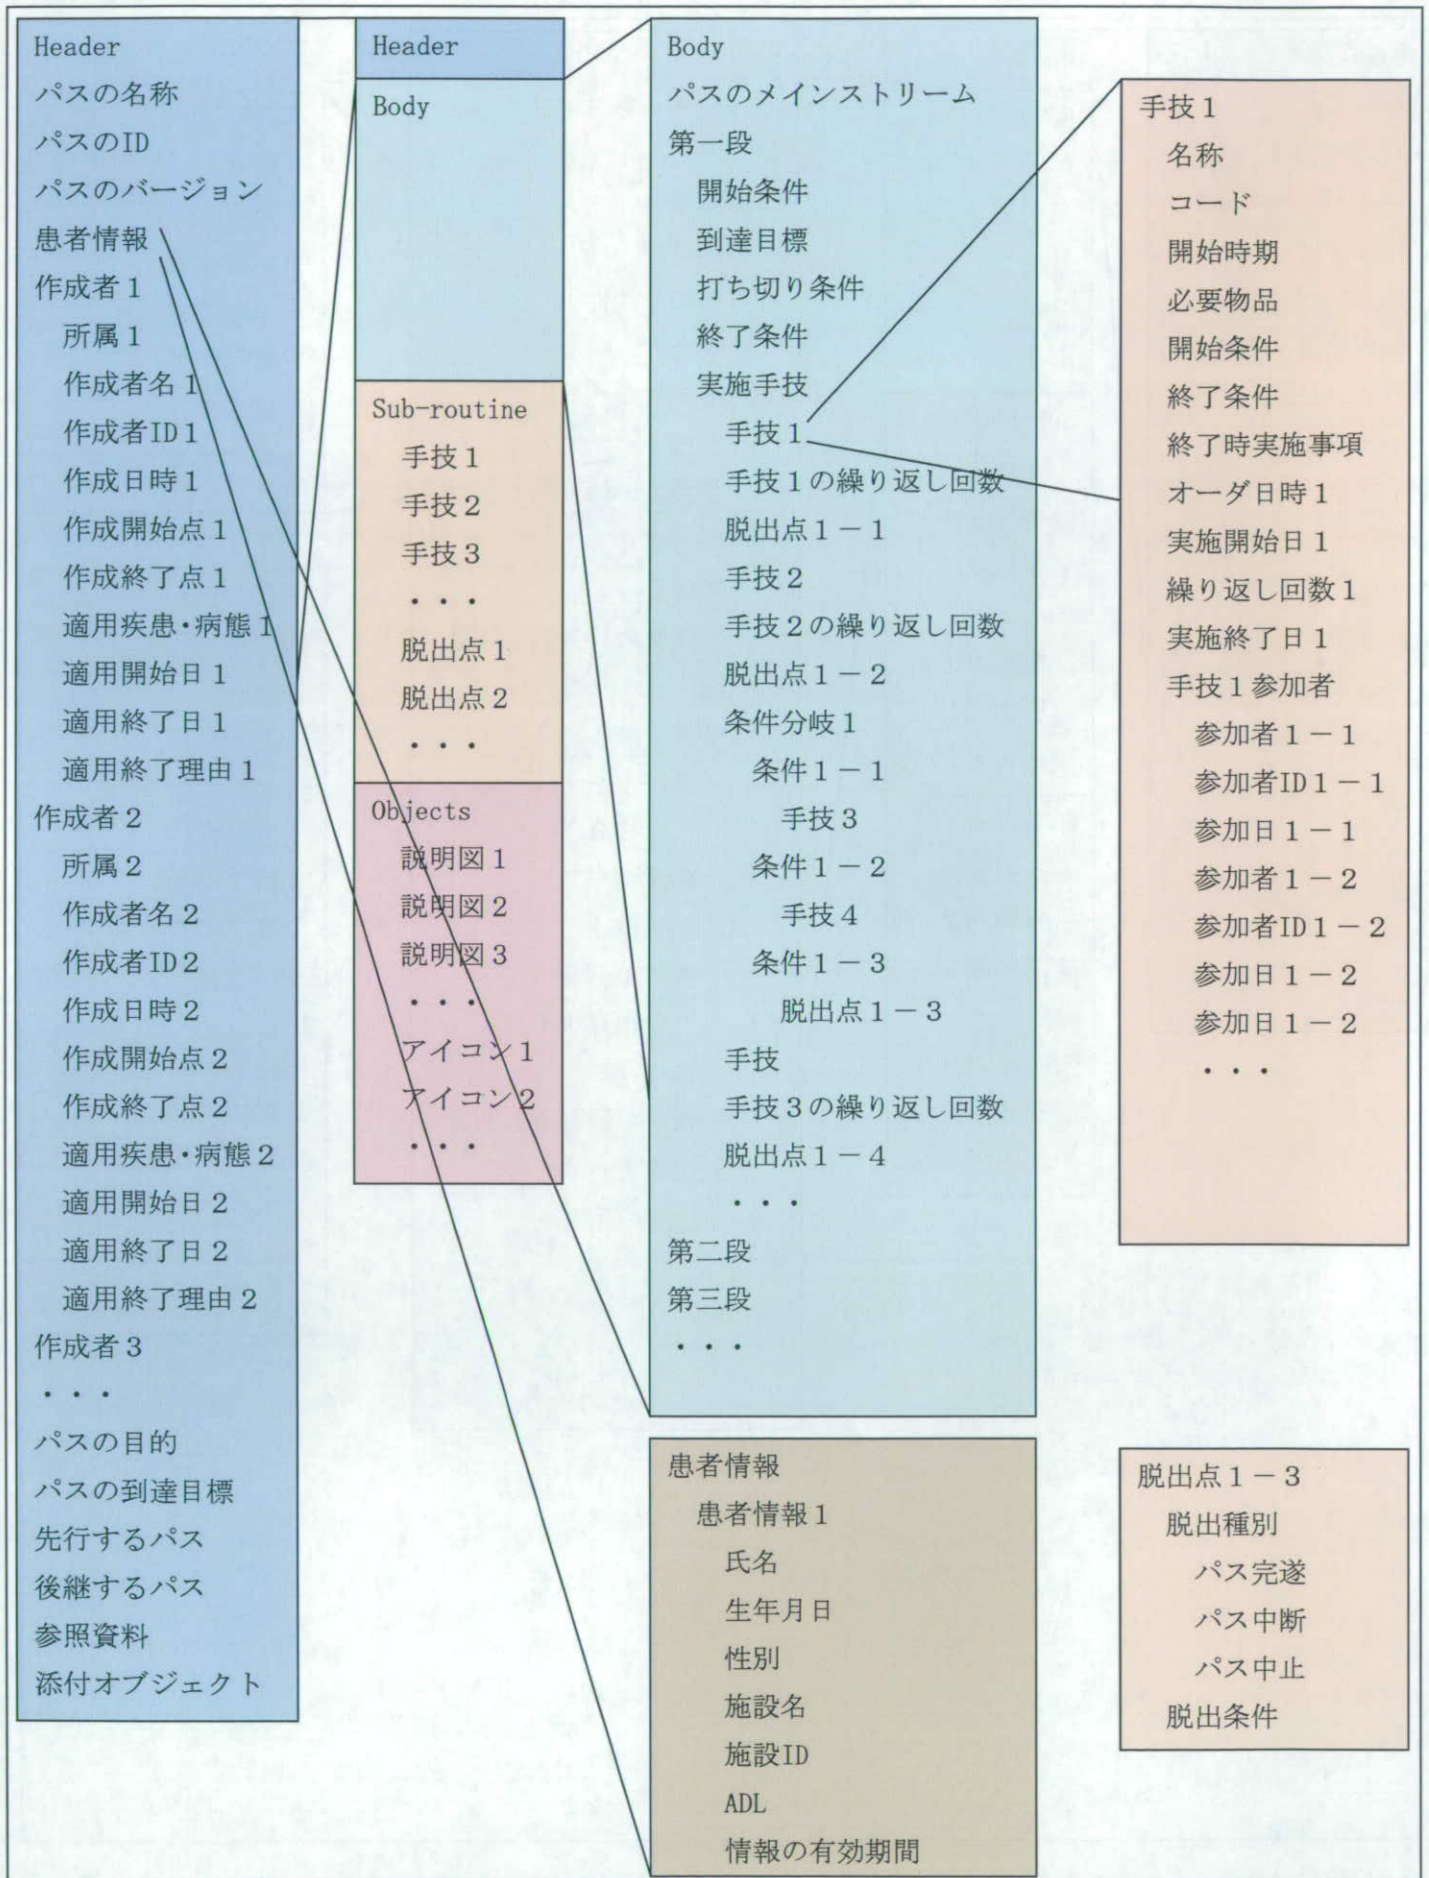 Header
パスの名称
パスのID
パスのバージョン
患者情報
作成者1
所属1
作成者名1
作成者ID1
作成日時1
作成開始点1
作成終了点1
適用疾患・病態1
適用開始日1
適用終了日1
適用終了理由1
作成者2
所属2
作成者名2
作成者ID2
作成日時2
作成開始点2
作成終了点2
適用疾患・病態2
適用開始日2
適用終了日2
適用終了理由2
作成者3
・・・
パスの目的
パスの到達目標
先行するパス
後継するパス
参照資料
添付オブジェクト
Header
Body
Sub-routine
手技1
手技2
手技3
・・・
脱出点1
脱出点2
・・・
Objects
説明図1
説明図2
説明図3
・・・
アイコン1
アイコン2
・・・
Body
パスのメインストリーム
第一段
開始条件
到達目標
打ち切り条件
終了条件
実施手技
手技1
手技1の繰り返し回数
脱出点1-1
手技2
手技2の繰り返し回数
脱出点1-2
条件分岐1
条件1-1
手技3
条件1-2
手技4
条件1-3
脱出点1-3
手技
手技3の繰り返し回数
脱出点1-4
・・・
第二段
第三段
・・・
患者情報
患者情報1
氏名
生年月日
性別
施設名
施設ID
ADL
情報の有効期間
手技1
名称
コード
開始時期
必要物品
開始条件
終了条件
終了時実施事項
オーダ日時1
実施開始日1
繰り返し回数1
実施終了日1
手技1参加者
参加者1-1
参加者ID1-1
参加日1-1
参加者1-2
参加者ID1-2
参加日1-2
参加日1-2
・・・
脱出点1-3
脱出種別
パス完遂
パス中断
パス中止
脱出条件